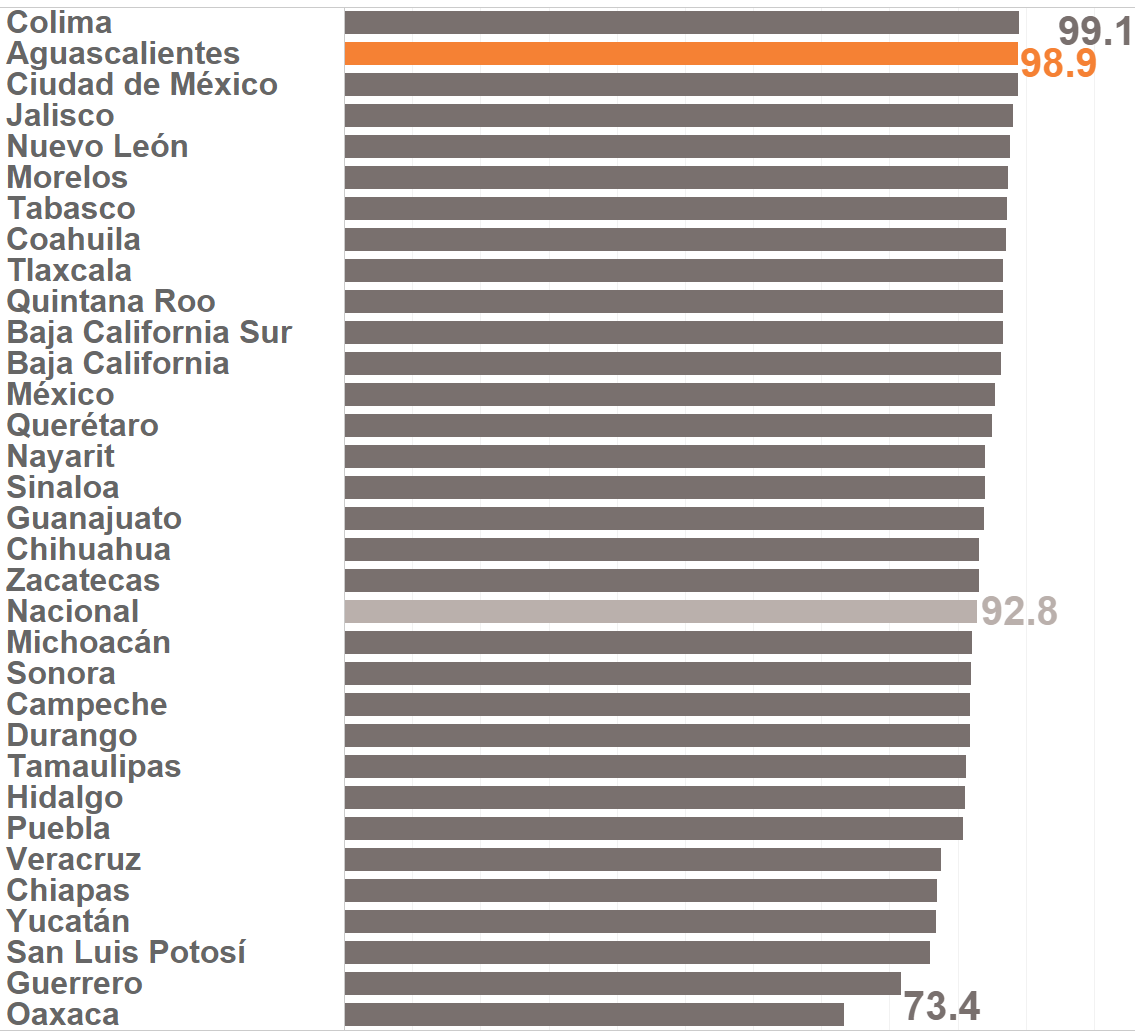 Colima 99.1
Aguascalientes 98.9
Ciudad de México
Jalisco
Nuevo León
Morelos
Tabasco
Coahuila
Tlaxcala
Quintana Roo
Baja California Sur
Baja California
México
Querétaro
Nayarit
Sinaloa
Guanajuato
Chihuahua
Zacatecas
Nacional 92.8
Michoacán
Sonora
Campeche
Durango
Tamaulipas
Hidalgo
Puebla
Veracruz
Chiapas
Yucatán
San Luis Potosí
Guerrero
Oaxaca 73.4